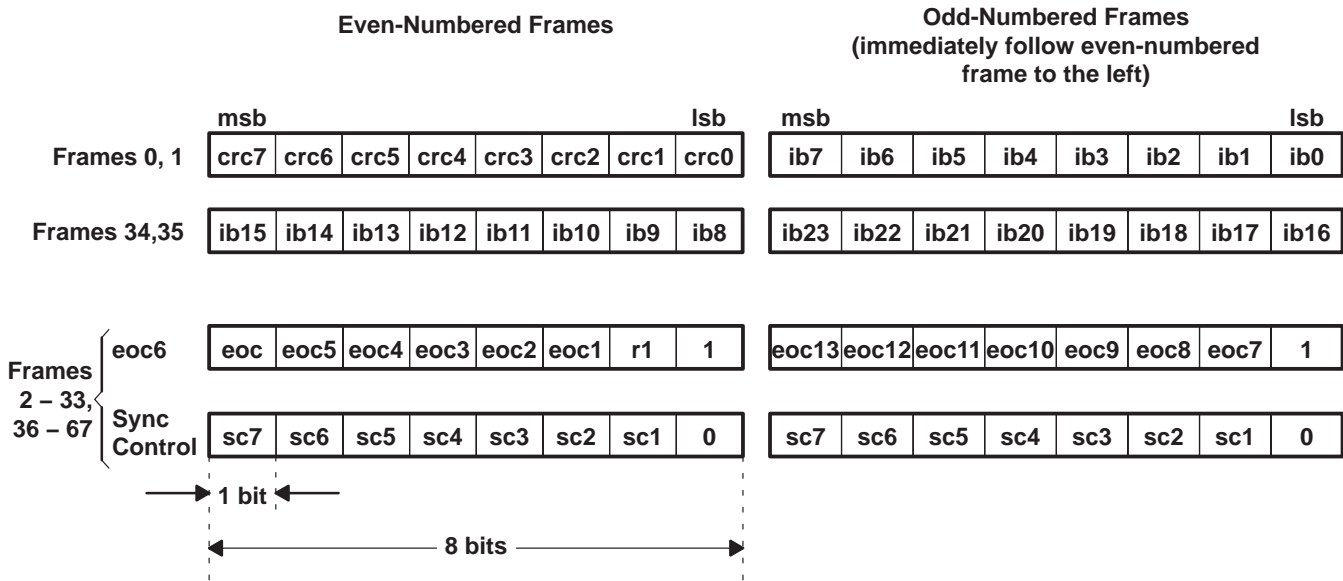 Even-Numbered Frames
Odd-Numbered Frames
(immediately follow even-numbered
frame to the left)
msb lsb msb lsb
Frames 0, 1 crc7 crc6 crc5 crc4 crc3 crc2 crc1 crc0 ib7 ib6 ib5 ib4 ib3 ib2 ib1 ib0
Frames 34,35 ib15 ib14 ib13 ib12 ib11 ib10 ib9 ib8 ib23 ib22 ib21 ib20 ib19 ib18 ib17 ib16
Frames
2 – 33,
36 – 67
eoc6 eoc eoc5 eoc4 eoc3 eoc2 eoc1 r1 1 eoc13 eoc12 eoc11 eoc10 eoc9 eoc8 eoc7 1
Sync
Control sc7 sc6 sc5 sc4 sc3 sc2 sc1 0 sc7 sc6 sc5 sc4 sc3 sc2 sc1 0
1 bit
8 bits